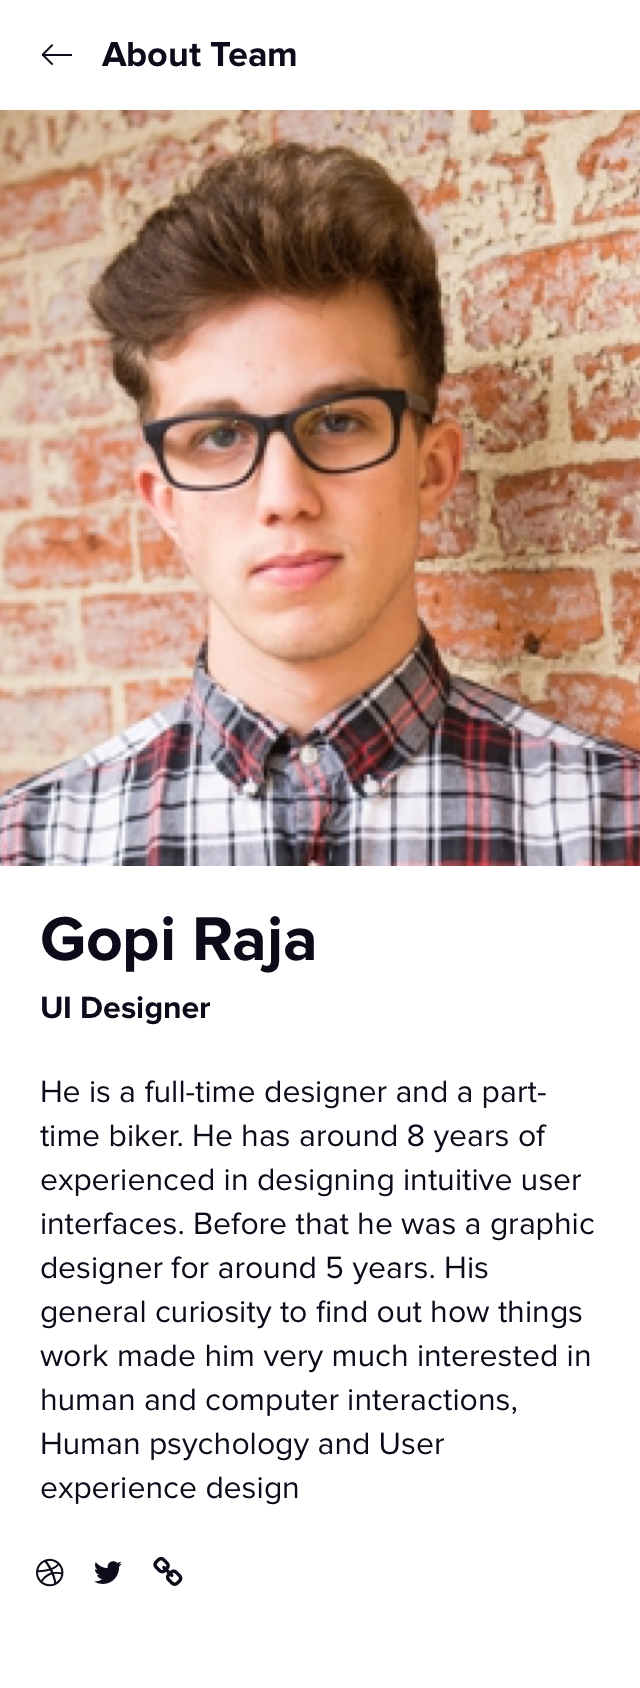 About Team
Gopi Raja
UI Designer
He is a full-time designer and a part-
time biker. He has around 8 years of
experienced in designing intuitive user
interfaces. Before that he was a graphic
designer for around 5 years. His
general curiosity to find out how things
work made him very much interested in
human and computer interactions,
Human psychology and User
experience design